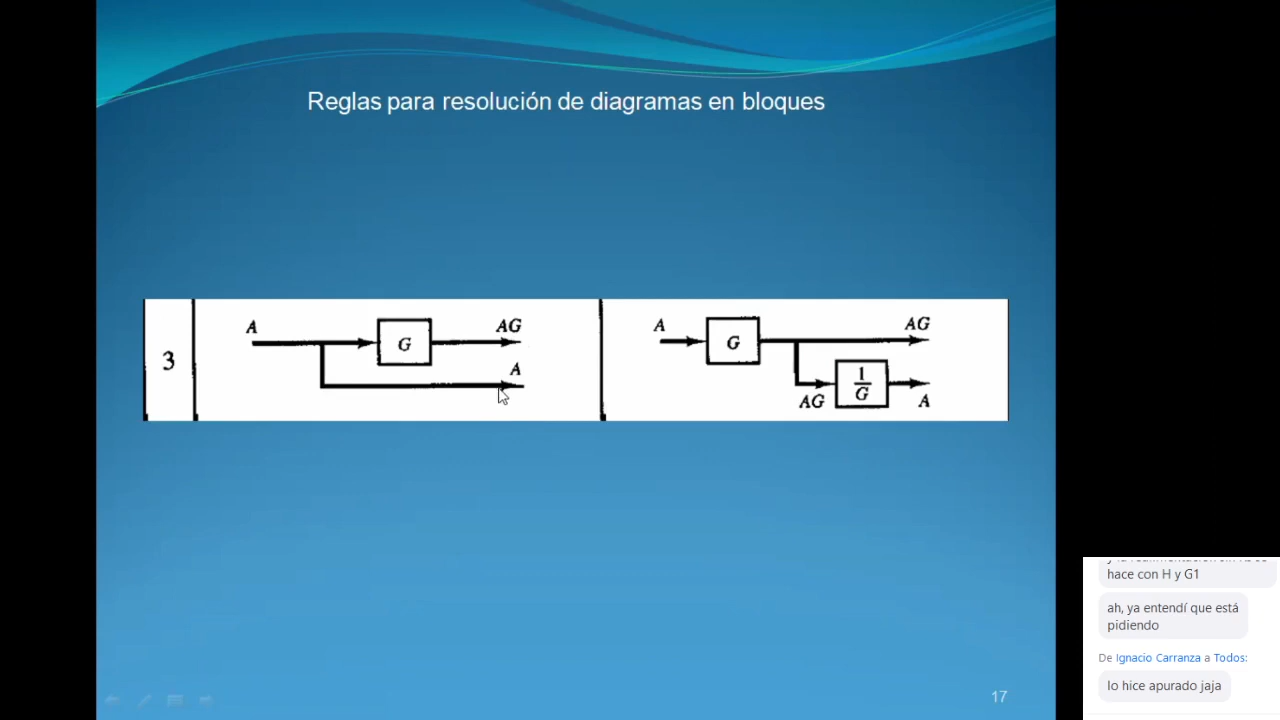 Reglas para resolución de diagramas en bloques
3
A
G
AG
A
A
G
AG
AG
1
G
A
17
hace con H y G1
ah, ya entendí que está
pidiendo
De Ignacio Carranza a Todos:
lo hice apurado jaja